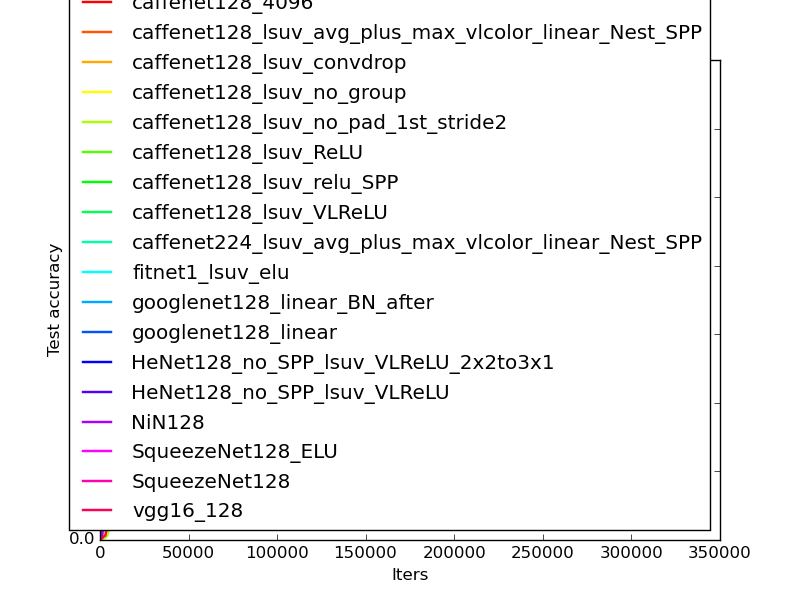 caffenet128_4096
caffenet128_lsuv_avg_plus_max_vlcolor_linear_Nest_SPP
caffenet128_lsuv_convdrop
caffenet128_lsuv_no_group
caffenet128_lsuv_no_pad_1st_stride2
caffenet128_lsuv_ReLU
caffenet128_lsuv_relu_SPP
caffenet128_lsuv_VLReLU
caffenet224_lsuv_avg_plus_max_vlcolor_linear_Nest_SPP
fitnet1_lsuv_elu
googlenet128_linear_BN_after
googlenet128_linear
HeNet128_no_SPP_lsuv_VLReLU_2x2to3x1
HeNet128_no_SPP_lsuv_VLReLU
NiN128
SqueezeNet128_ELU
SqueezeNet128
vgg16_128
Test accuracy
0.0
0 50000 100000 150000 200000 250000 300000 350000
Iters